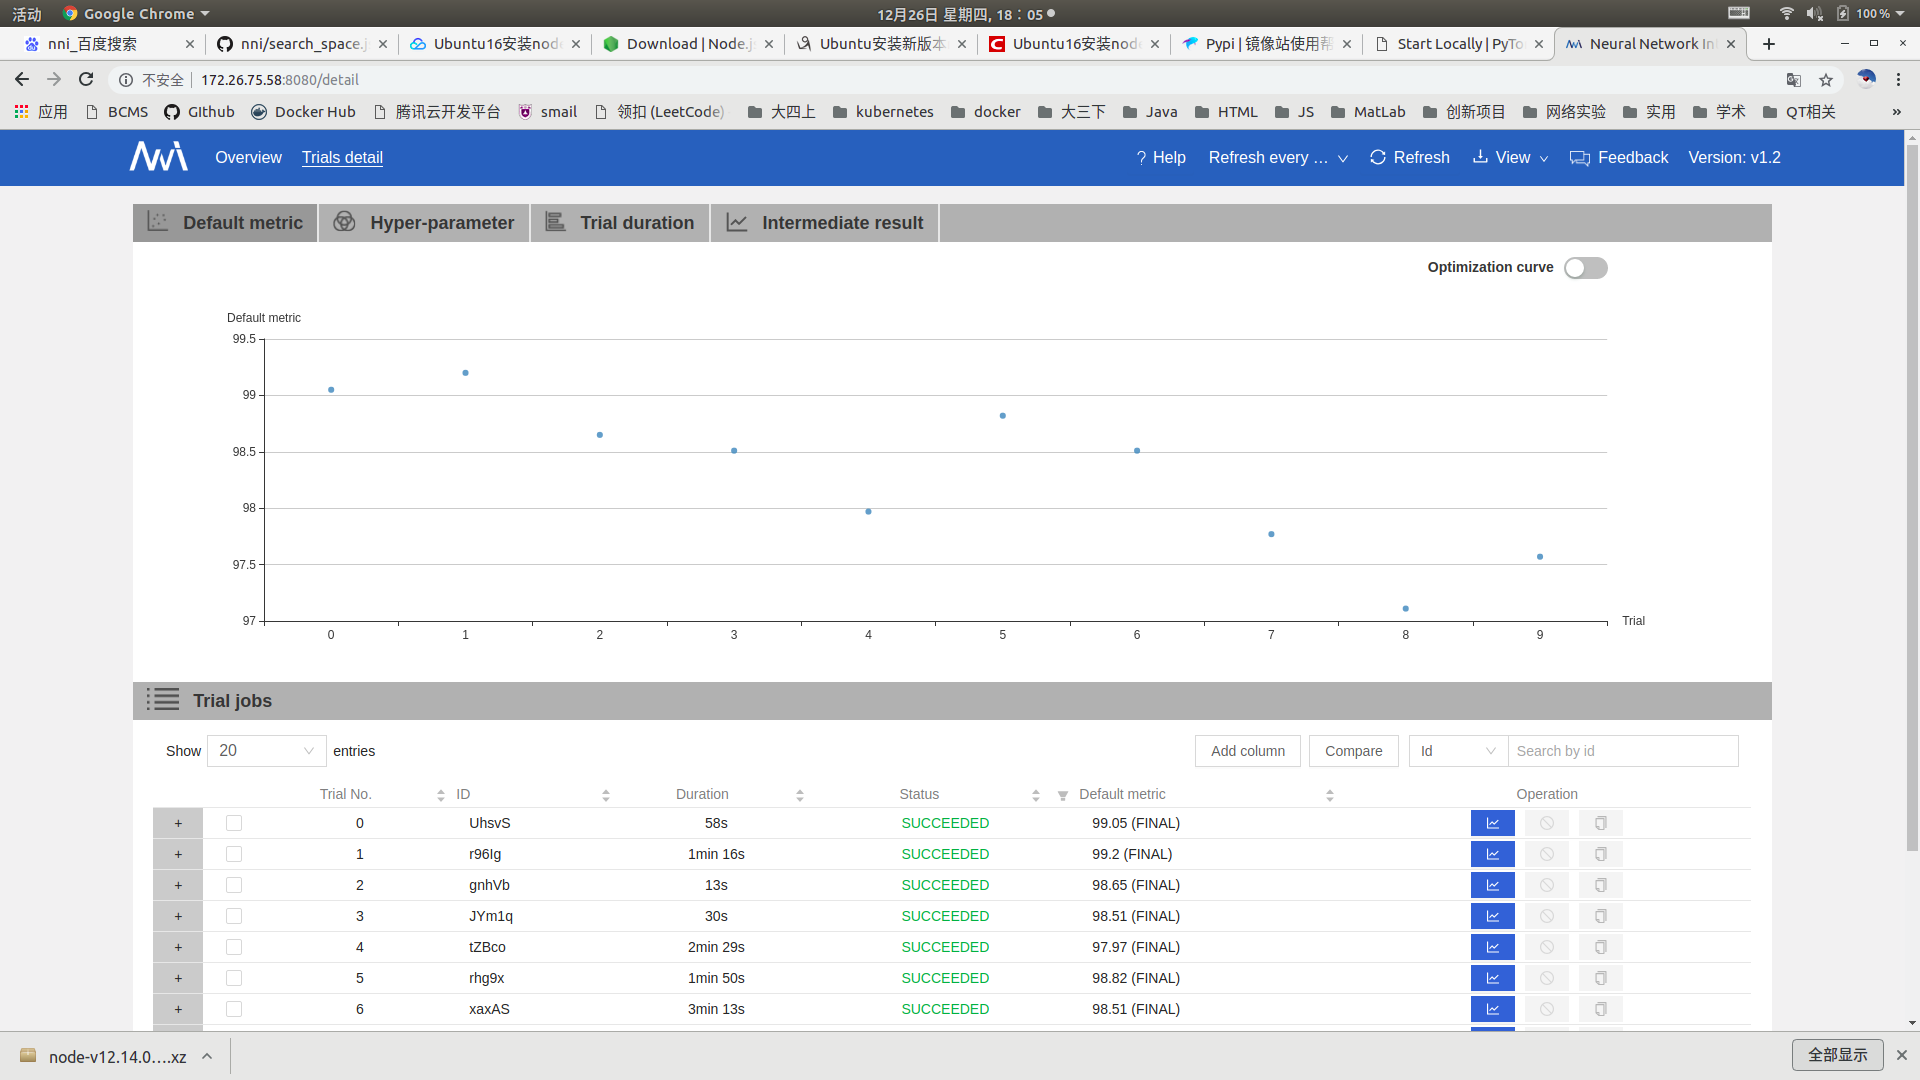 活动 Google Chrome 12月26日 星期四, 18：05 100 %
nni_百度搜索 nni/search_space.js Ubuntu16安装node Download | Node.js Ubuntu安装新版本 Ubuntu16安装node Pypi | 镜像站使用帮 Start Locally | PyTo Neural Network In
不安全 172.26.75.58:8080/detail
应用 BCMS GIthub Docker Hub 腾讯云开发平台 smail 领扣 (LeetCode) 大四上 kubernetes docker 大三下 Java HTML JS MatLab 创新项目 网络实验 实用 学术 QT相关 »
Overview Trials detail ? Help Refresh every ... Refresh View Feedback Version: v1.2
Default metric Hyper-parameter Trial duration Intermediate result
Optimization curve
Default metric
99.5
99
98.5
98
97.5
97
0 1 2 3 4 5 6 7 8 9
Trial
Trial jobs
Show 20 entries Add column Compare Id Search by id
Trial No. ID Duration Status Default metric Operation
+ 0 UhsvS 58s SUCCEEDED 99.05 (FINAL)
+ 1 r96Ig 1min 16s SUCCEEDED 99.2 (FINAL)
+ 2 gnhVb 13s SUCCEEDED 98.65 (FINAL)
+ 3 JYm1q 30s SUCCEEDED 98.51 (FINAL)
+ 4 tZBco 2min 29s SUCCEEDED 97.97 (FINAL)
+ 5 rhg9x 1min 50s SUCCEEDED 98.82 (FINAL)
+ 6 xaxAS 3min 13s SUCCEEDED 98.51 (FINAL)
node-v12.14.0....xz 全部显示